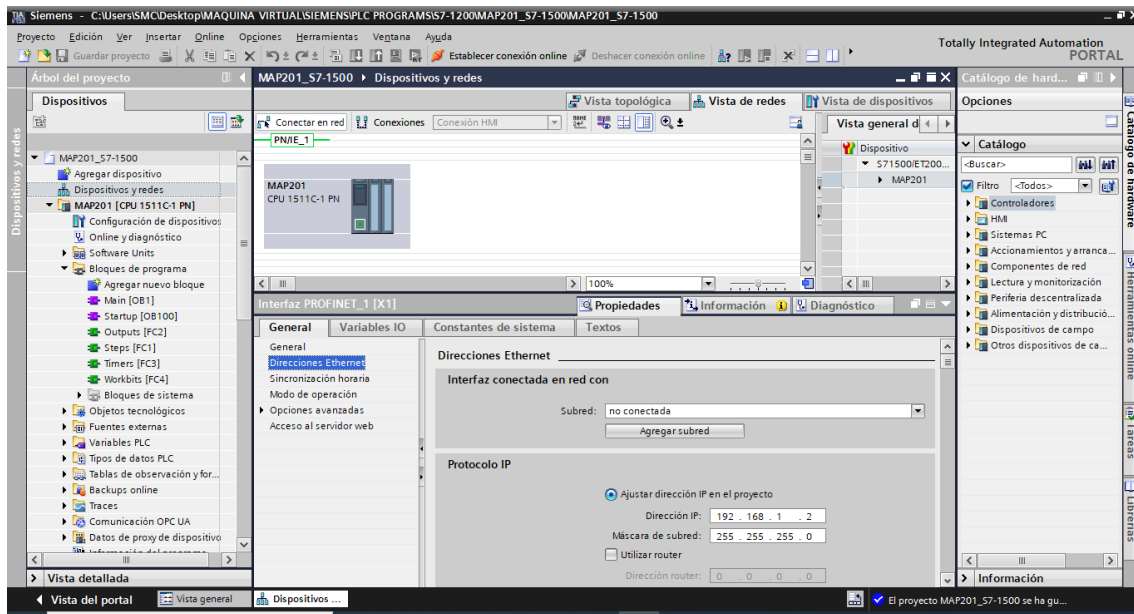 Siemens - C:\Users\SMC\Desktop\MAQUINA VIRTUAL\SIEMENS\PLC PROGRAMS\S7-1200\MAP201_S7-1500\MAP201_S7-1500
Proyecto Edición Ver Insertar Online Opciones Herramientas Ventana Ayuda
Totally Integrated Automation
PORTAL
Guardar proyecto
Establecer conexión online
Deshacer conexión online
Árbol del proyecto
Dispositivos
Dispositivos y redes
MAP201_S7-1500
Agregar dispositivo
Dispositivos y redes
MAP201 [CPU 1511C-1 PN]
Configuración de dispositivos
Online y diagnóstico
Software Units
Bloques de programa
Agregar nuevo bloque
Main [OB1]
Startup [OB100]
Outputs [FC2]
Steps [FC1]
Timers [FC3]
Workbits [FC4]
Bloques de sistema
Objetos tecnológicos
Fuentes externas
Variables PLC
Tipos de datos PLC
Tablas de observación y for...
Backups online
Traces
Comunicación OPC UA
Datos de proxy de dispositivo
Vista detallada
MAP201_S7-1500 Dispositivos y redes
Vista topológica
Vista de redes
Vista de dispositivos
Conectar en red
Conexiones
Conexión HMI
Vista general d
PN/IE_1
MAP201
CPU 1511C-1 PN
Dispositivo
S71500/ET200...
MAP201
100%
Interfaz PROFINET_1 [X1]
Propiedades
Información
Diagnóstico
General
Variables IO
Constantes de sistema
Textos
General
Direcciones Ethernet
Sincronización horaria
Modo de operación
Opciones avanzadas
Acceso al servidor web
Direcciones Ethernet
Interfaz conectada en red con
Subred: no conectada
Agregar subred
Protocolo IP
Ajustar dirección IP en el proyecto
Dirección IP: 192 . 168 . 1 . 2
Máscara de subred: 255 . 255 . 255 . 0
Utilizar router
Dirección router: 0 . 0 . 0 . 0
Catálogo de hard...
Opciones
Catálogo
<Buscar>
Filtro <Todos>
Controladores
HMI
Sistemas PC
Accionamientos y arranca...
Componentes de red
Lectura y monitorización
Periferia descentralizada
Alimentación y distribució...
Dispositivos de campo
Otros dispositivos de ca...
Información
Catálogo de hardware
Herramientas online
Tareas
Librerías
Vista del portal
Vista general
Dispositivos ...
El proyecto MAP201_S7-1500 se ha gu...